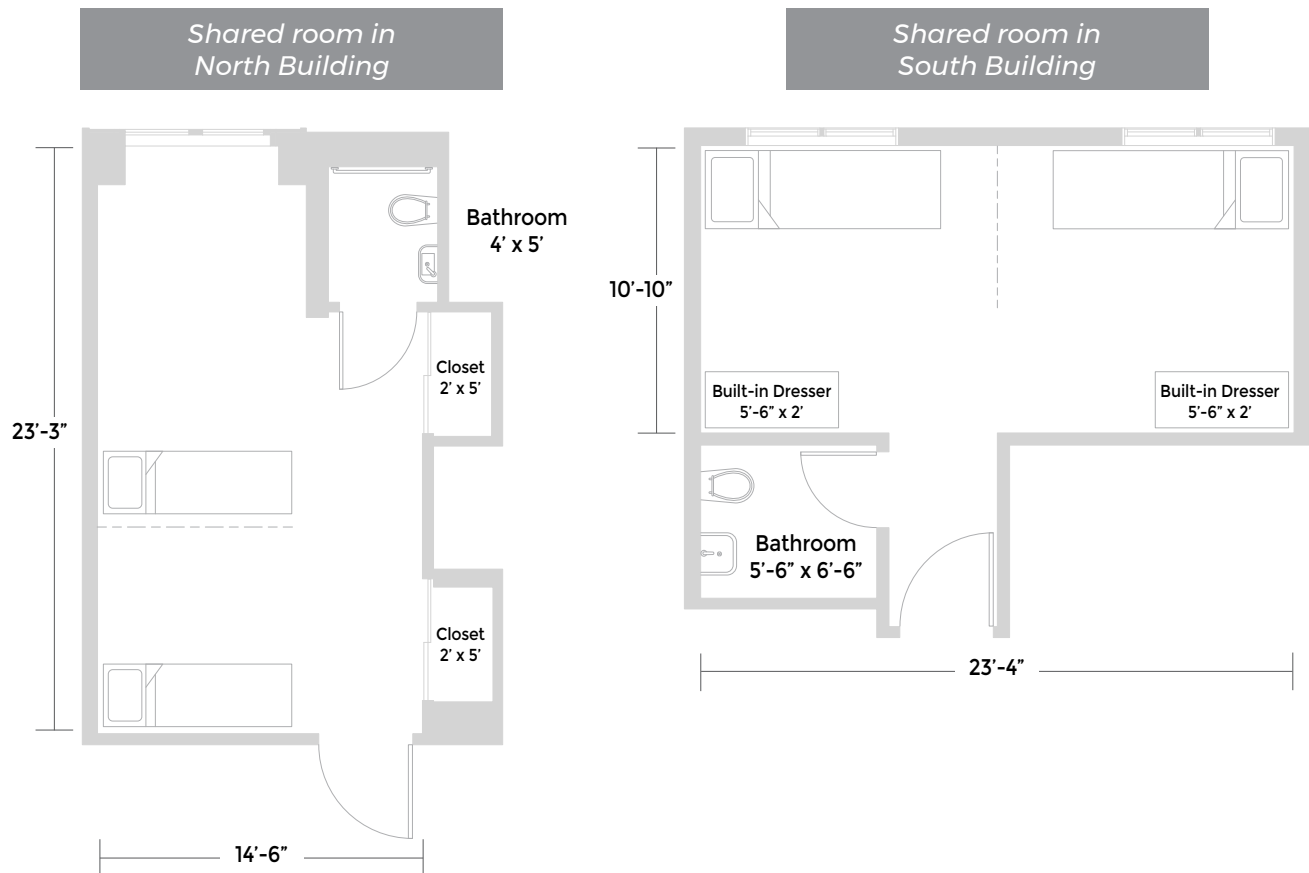 Shared room in
North Building
Bathroom
4’ x 5’
Closet
2’ x 5’
23’-3”
Closet
2’ x 5’
14’-6”
Shared room in
South Building
10’-10”
Built-in Dresser
5’-6” x 2’
Built-in Dresser
5’-6” x 2’
Bathroom
5’-6” x 6’-6”
23’-4”